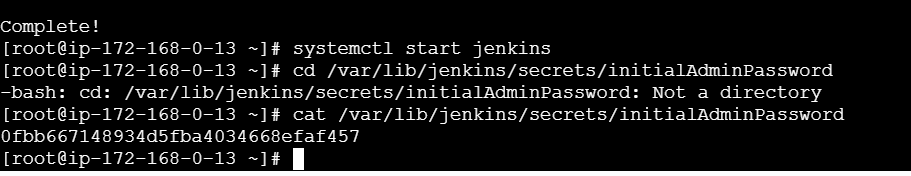 Complete!
[root@ip-172-168-0-13 ~]# systemctl start jenkins
[root@ip-172-168-0-13 ~]# cd /var/lib/jenkins/secrets/initialAdminPassword
-bash: cd: /var/lib/jenkins/secrets/initialAdminPassword: Not a directory
[root@ip-172-168-0-13 ~]# cat /var/lib/jenkins/secrets/initialAdminPassword
0fbb667148934d5fba4034668efaf457
[root@ip-172-168-0-13 ~]#